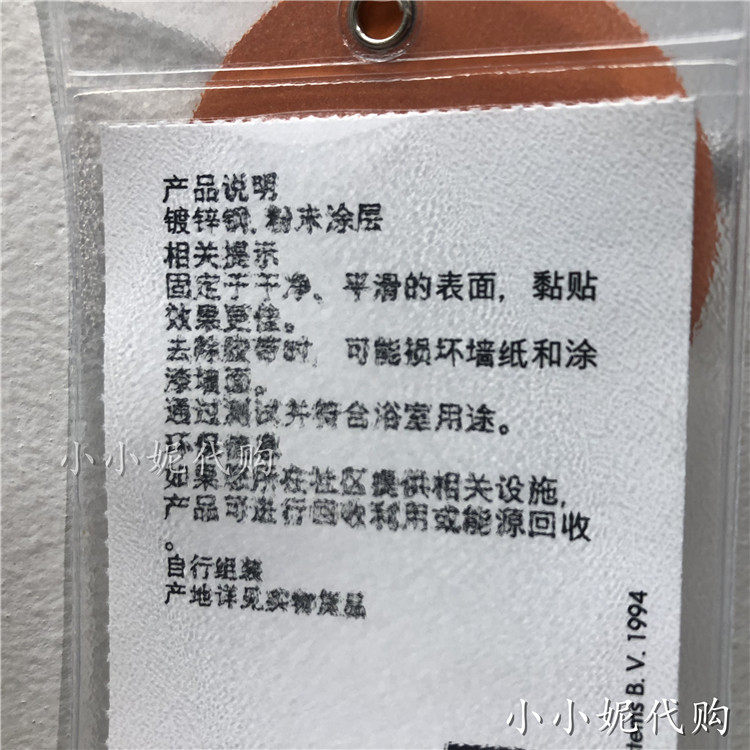 产品说明
镀锌钢, 粉末涂层
相关提示
固定于干净、平滑的表面, 黏贴
效果更佳。
去除胶带时, 可能损坏墙纸和涂
漆墙面。
通过测试并符合浴室用途。
环保
如果您所在社区提供相关设施,
产品可进行回收利用或能源回收
。
自行组装
产地详见实物货品
tems B. V. 1994
小小妮代购
小小妮代购